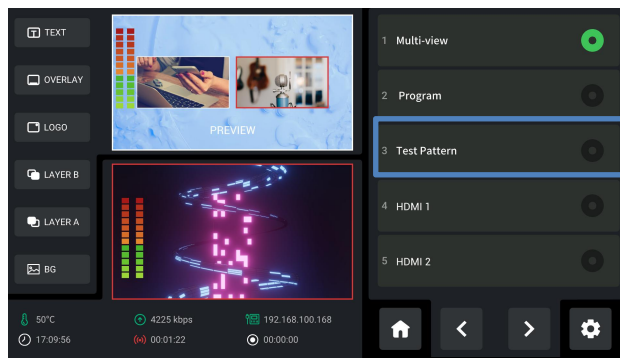 TEXT
OVERLAY
LOGO
LAYER B
LAYER A
BG
PREVIEW
50°C
4225 kbps
192.168.100.168
17:09:56
00:01:22
00:00:00
1 Multi-view
2 Program
3 Test Pattern
4 HDMI 1
5 HDMI 2